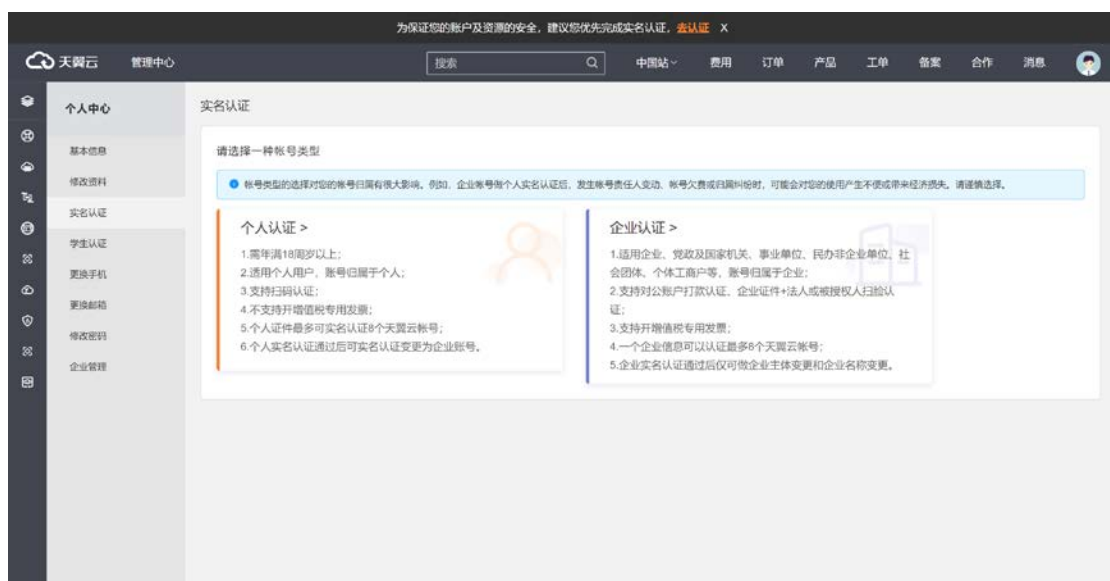 为保证您的账户及资源的安全，建议您优先完成实名认证，去认证 X
天翼云 管理中心 搜索 中国站 费用 订单 产品 工单 备案 合作 消息
个人中心
基本信息
修改资料
实名认证
学生认证
更换手机
更换邮箱
修改密码
企业管理
实名认证
请选择一种帐号类型
帐号类型的选择对您的帐号归属有很大影响。例如，企业帐号做个人实名认证后，发生帐号责任人变动、帐号欠费或归属纠纷时，可能会对您的使用产生不便或带来经济损失。请谨慎选择。
个人认证 >
1.需年满18周岁以上；
2.适用个人用户，账号归属于个人；
3.支持扫码认证；
4.不支持开增值税专用发票；
5.个人证件最多可实名认证8个天翼云帐号；
6.个人实名认证通过后可实名认证变更为企业账号。
企业认证 >
1.适用企业、党政及国家机关、事业单位、民办非企业单位、社
会团体、个体工商户等，账号归属于企业；
2.支持对公账户打款认证、企业证件+法人或被授权人扫脸认
证；
3.支持开增值税专用发票；
4.一个企业信息可以认证最多8个天翼云帐号；
5.企业实名认证通过后仅可做企业主体变更和企业名称变更。